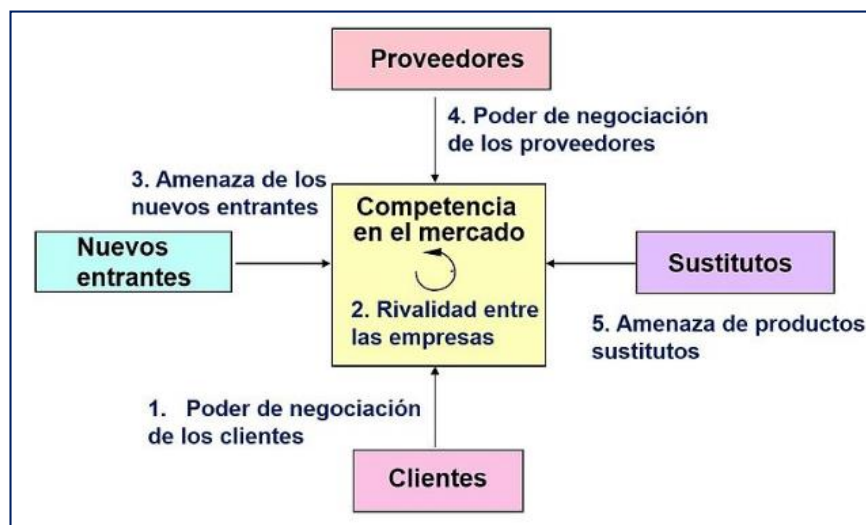 Proveedores
4. Poder de negociación
de los proveedores
3. Amenaza de los
nuevos entrantes
Competencia
en el mercado
Nuevos
entrantes
Sustitutos
2. Rivalidad entre
las empresas
5. Amenaza de productos
sustitutos
1. Poder de negociación
de los clientes
Clientes